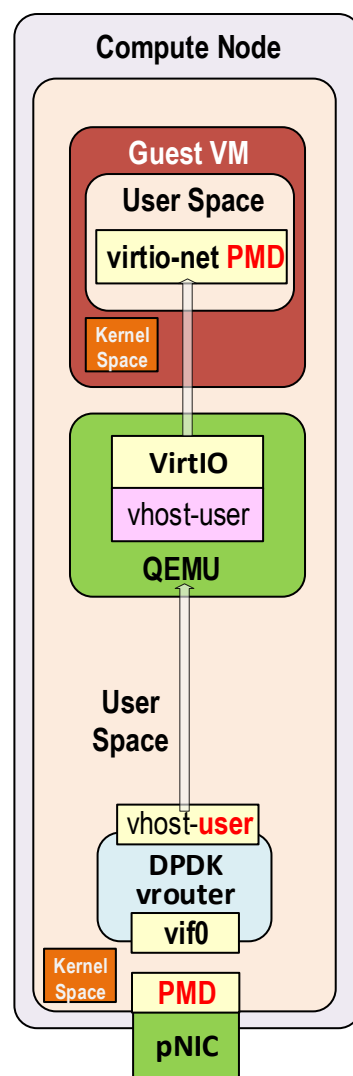 Compute Node
Guest VM
User Space
virtio-net PMD
Kernel
Space
VirtIO
vhost-user
QEMU
User
Space
vhost-user
DPDK
vrouter
vif0
Kernel
Space
PMD
pNIC